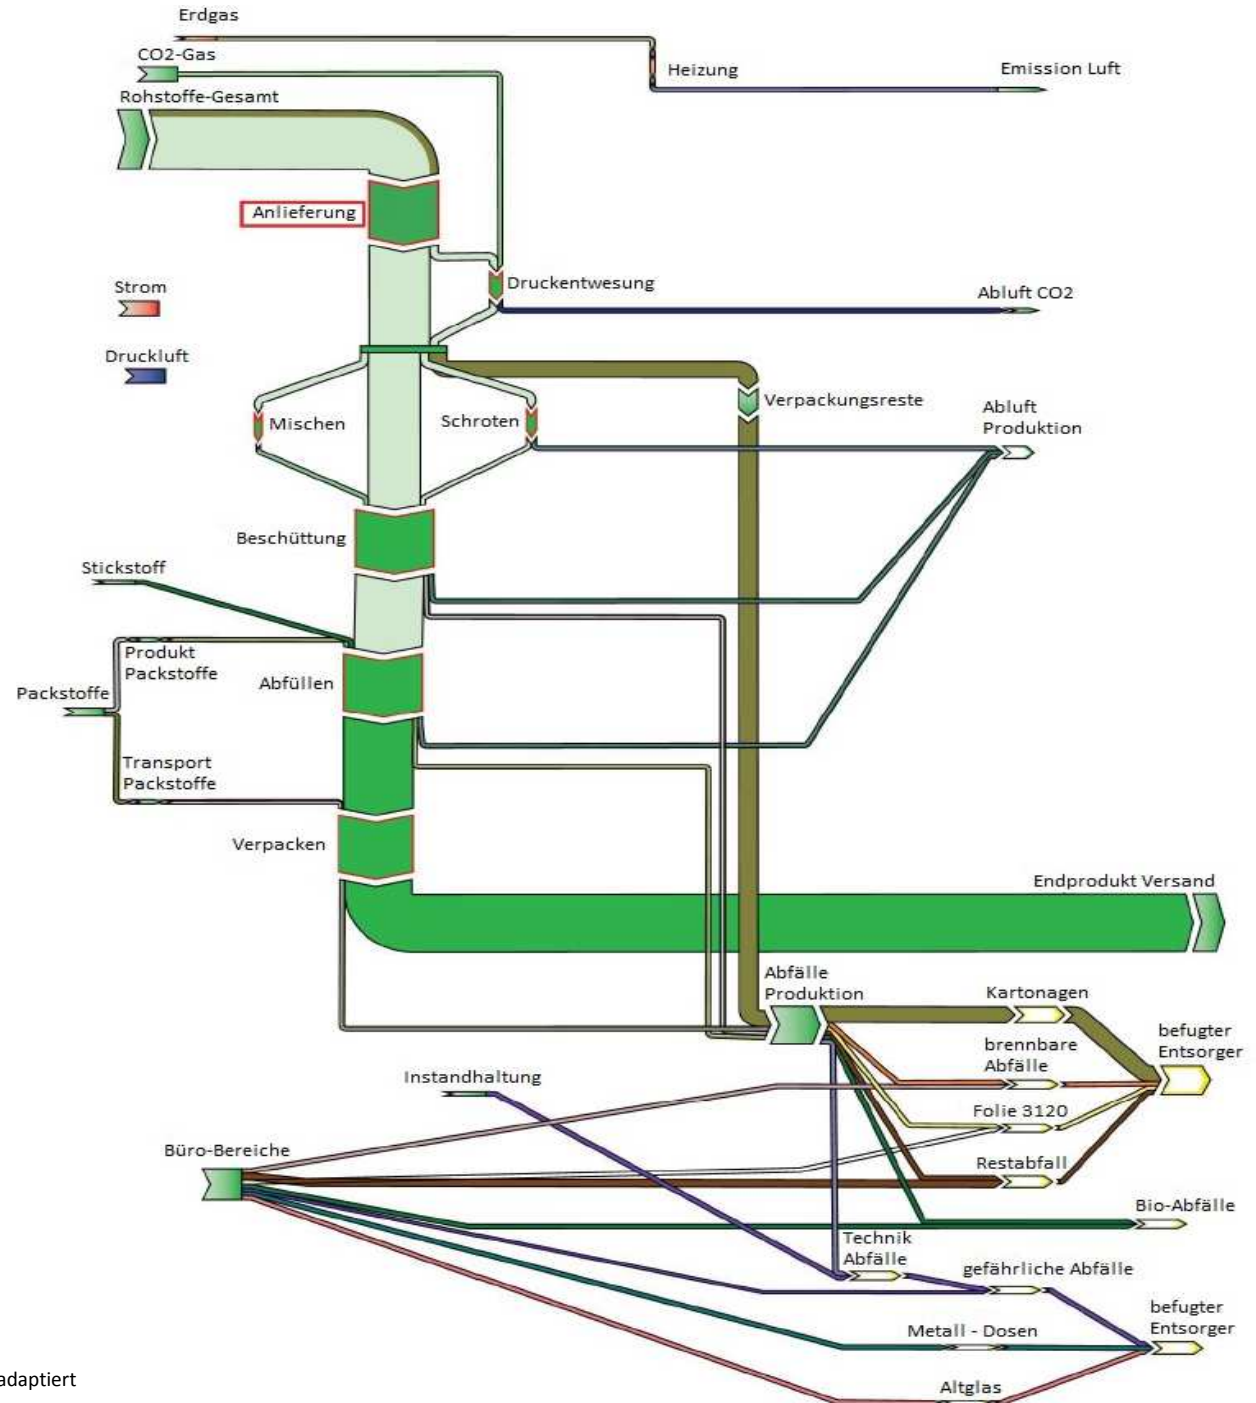 Erdgas
CO2-Gas
Rohstoffe-Gesamt
Heizung
Emission Luft
Anlieferung
Strom
Druckentwesung
Abluft CO2
Druckluft
Mischen
Schroten
Verpackungsreste
Abluft
Produktion
Beschüttung
Stickstoff
Produkt
Packstoffe
Packstoffe
Abfüllen
Transport
Packstoffe
Verpacken
Endprodukt Versand
Abfälle
Produktion
Kartonagen
befugter
Entsorger
brennbare
Abfälle
Instandhaltung
Folie 3120
Büro-Bereiche
Restabfall
Bio-Abfälle
Technik
Abfälle
gefährliche Abfälle
befugter
Entsorger
Metall - Dosen
adaptiert
Altglas